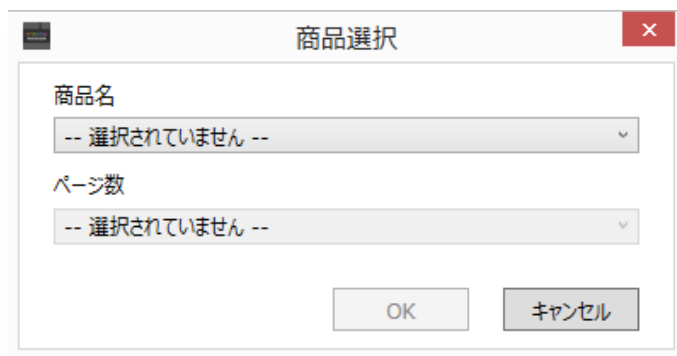 商品選択
商品名
-- 選択されていません --
ページ数
-- 選択されていません --
OK
キャンセル